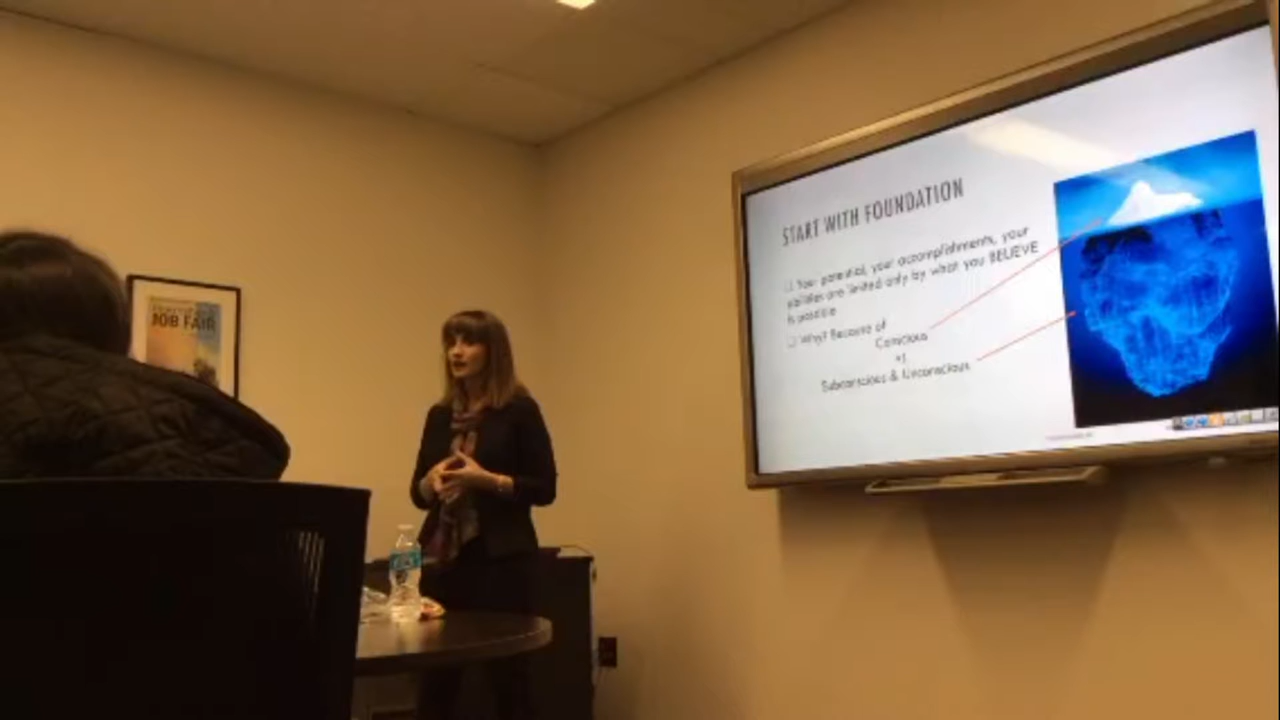 JOB FAIR
START WITH FOUNDATION
Your potential, your accomplishments, your
are limited only by what you BELIEVE
is possible
Why? Because of
Conscious
Subconscious & Unconscious